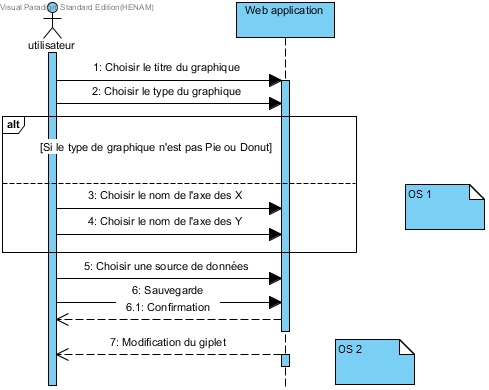 Visual Paradigm Standard Edition(HENAM)
utilisateur
Web application
1: Choisir le titre du graphique
2: Choisir le type du graphique
alt
[Si le type de graphique n'est pas Pie ou Donut]
3: Choisir le nom de l'axe des X
OS 1
4: Choisir le nom de l'axe des Y
5: Choisir une source de données
6: Sauvegarde
6.1: Confirmation
7: Modification du giplet
OS 2